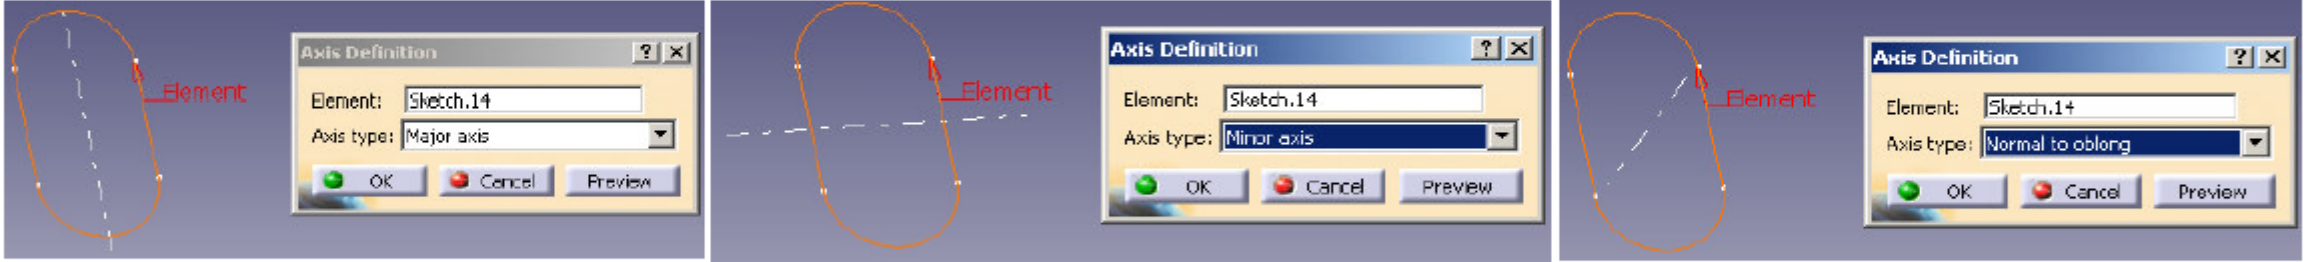 Element
Axis Definition
Element: Sketch.14
Axis type: Major axis
OK Cancel Preview
Element
Axis Definition
Element: Sketch.14
Axis type: Minor axis
OK Cancel Preview
Element
Axis Definition
Element: Sketch.14
Axis type: Normal to oblong
OK Cancel Preview